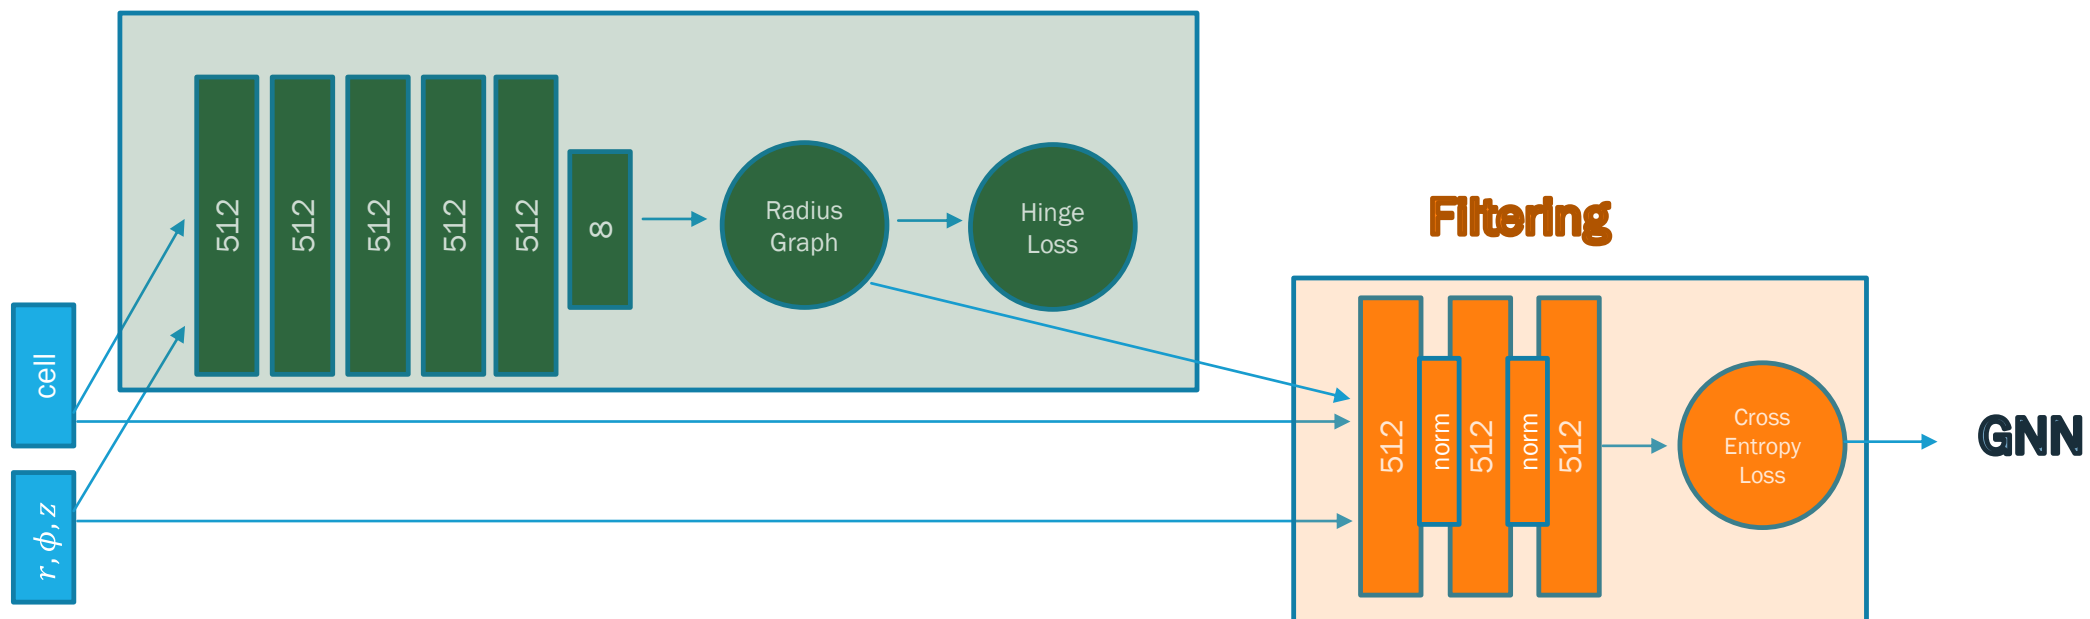 cell
r, ϕ, z
512
512
512
512
512
8
Radius
Graph
Hinge
Loss
Filtering
512
norm
512
norm
512
Cross
Entropy
Loss
GNN